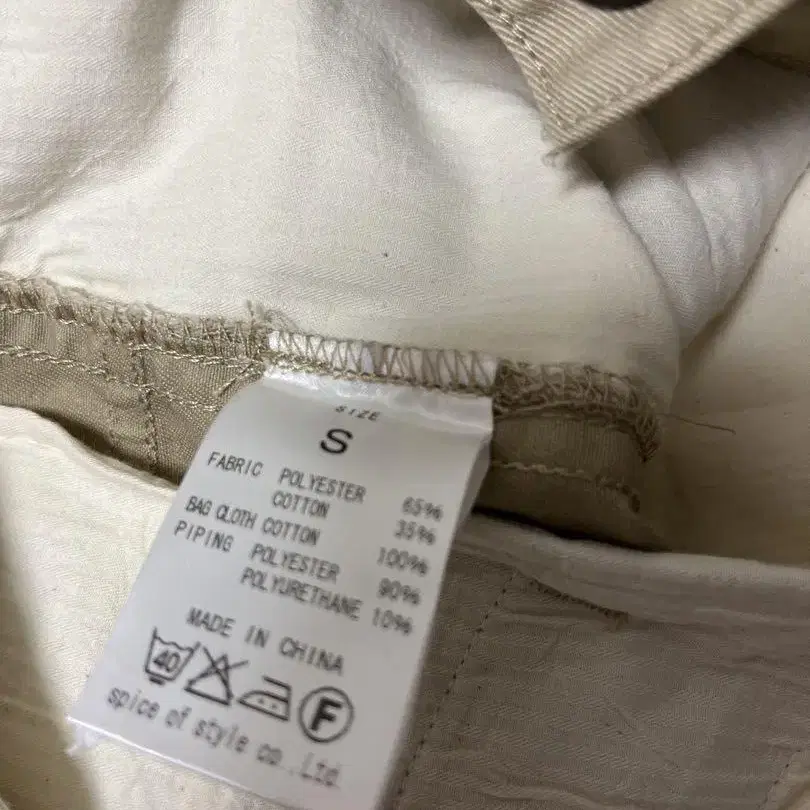 SIZE
S
FABRIC POLYESTER 65%
COTTON 35%
BAG CLOTH COTTON 100%
PIPING POLYESTER 90%
POLYURETHANE 10%
MADE IN CHINA
40 F
spice of style co.,Ltd.